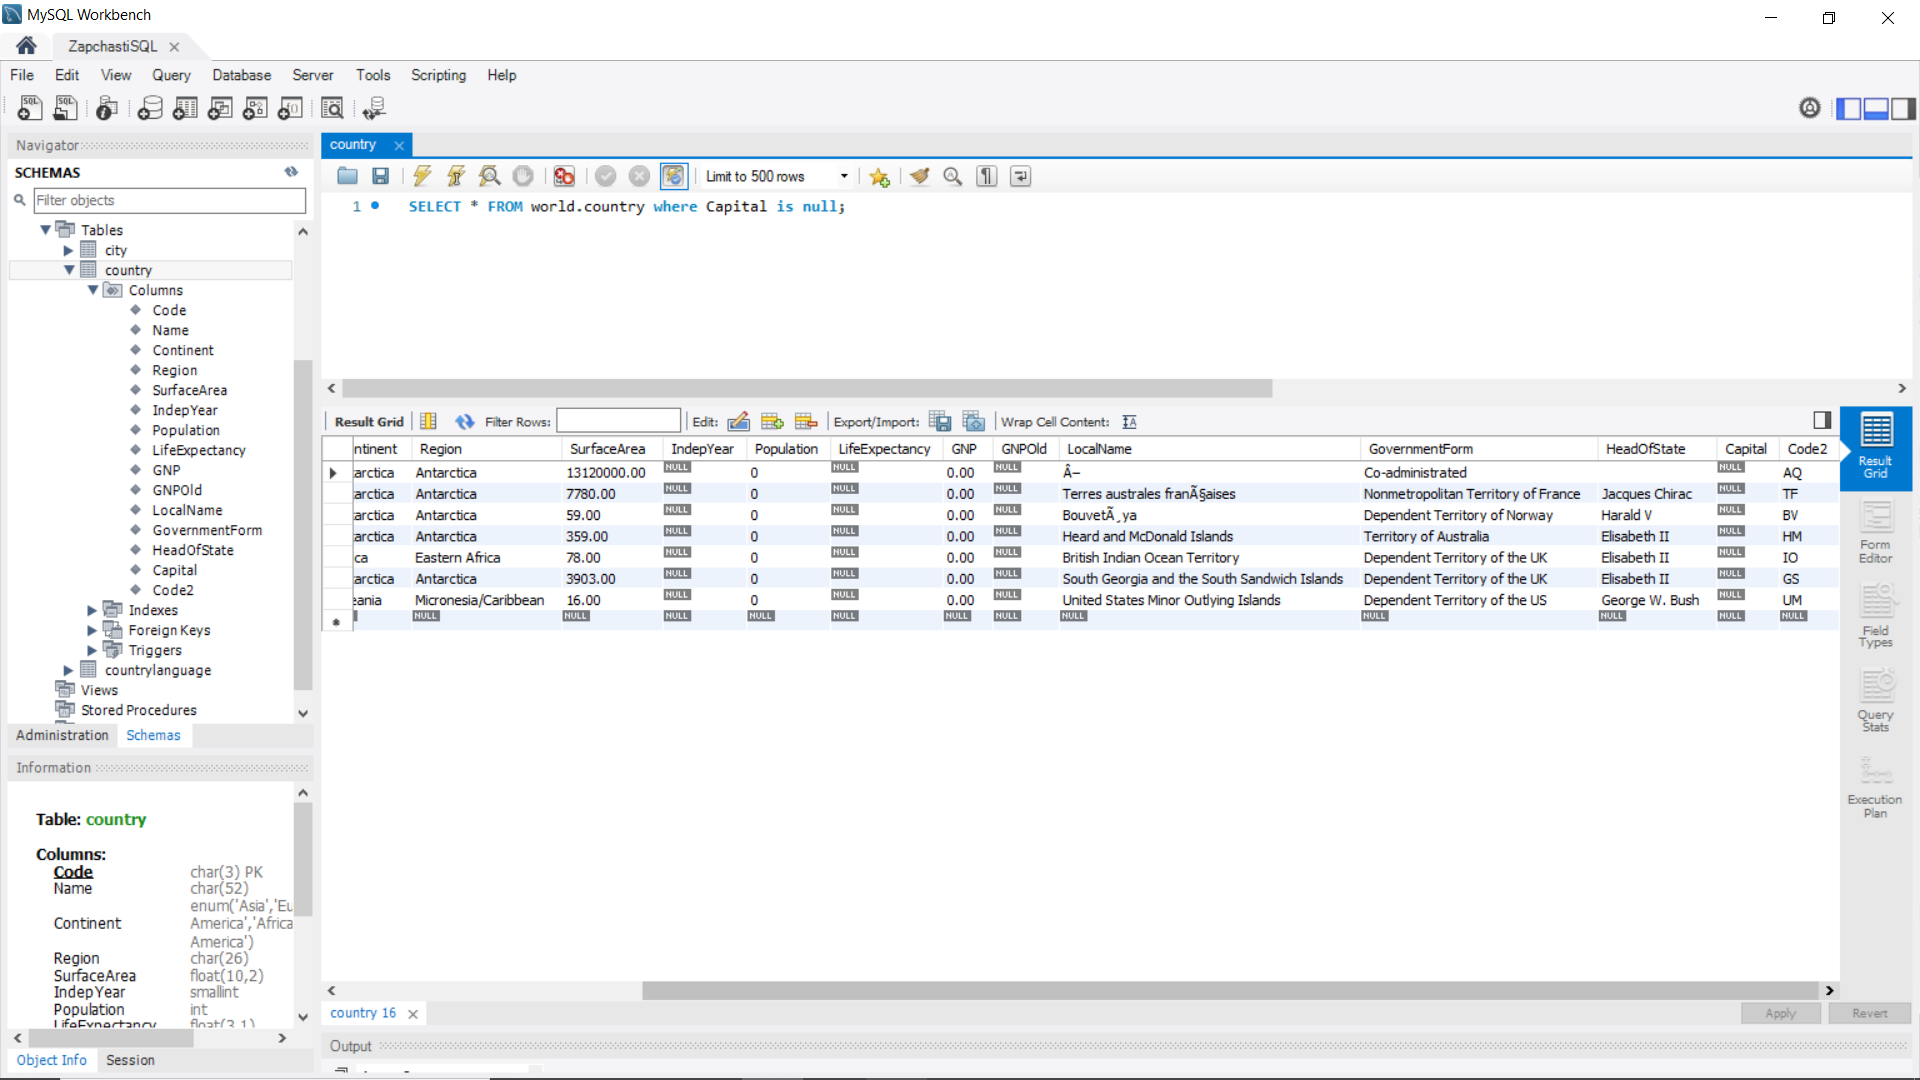 MySQL Workbench
ZapchastiSQL
File Edit View Query Database Server Tools Scripting Help
Navigator
SCHEMAS
Filter objects
Tables
city
country
Columns
Code
Name
Continent
Region
SurfaceArea
IndepYear
Population
LifeExpectancy
GNP
GNPOld
LocalName
GovernmentForm
HeadOfState
Capital
Code2
Indexes
Foreign Keys
Triggers
countrylanguage
Views
Stored Procedures
Administration Schemas
Information
Table: country
Columns:
Code char(3) PK
Name char(52)
enum('Asia','Eu
Continent America','Africa
America')
Region char(26)
SurfaceArea float(10,2)
IndepYear smallint
Population int
LifeExpectancy float(3,1)
Object Info Session
country
Limit to 500 rows
1 SELECT * FROM world.country where Capital is null;
Result Grid Filter Rows: Edit: Export/Import: Wrap Cell Content:
ntinent Region SurfaceArea IndepYear Population LifeExpectancy GNP GNPOld LocalName GovernmentForm HeadOfState Capital Code2
tarctica Antarctica 13120000.00 NULL 0 NULL 0.00 NULL Â– Co-administrated NULL AQ
tarctica Antarctica 7780.00 NULL 0 NULL 0.00 NULL Terres australes franÃ§aises Nonmetropolitan Territory of France Jacques Chirac NULL TF
tarctica Antarctica 59.00 NULL 0 NULL 0.00 NULL BouvetÃ¸ya Dependent Territory of Norway Harald V NULL BV
tarctica Antarctica 359.00 NULL 0 NULL 0.00 NULL Heard and McDonald Islands Territory of Australia Elisabeth II NULL HM
ica Eastern Africa 78.00 NULL 0 NULL 0.00 NULL British Indian Ocean Territory Dependent Territory of the UK Elisabeth II NULL IO
tarctica Antarctica 3903.00 NULL 0 NULL 0.00 NULL South Georgia and the South Sandwich Islands Dependent Territory of the UK Elisabeth II NULL GS
eania Micronesia/Caribbean 16.00 NULL 0 NULL 0.00 NULL United States Minor Outlying Islands Dependent Territory of the US George W. Bush NULL UM
NULL NULL NULL NULL NULL NULL NULL NULL NULL NULL NULL NULL
Result Grid
Form Editor
Field Types
Query Stats
Execution Plan
country 16
Apply Revert
Output